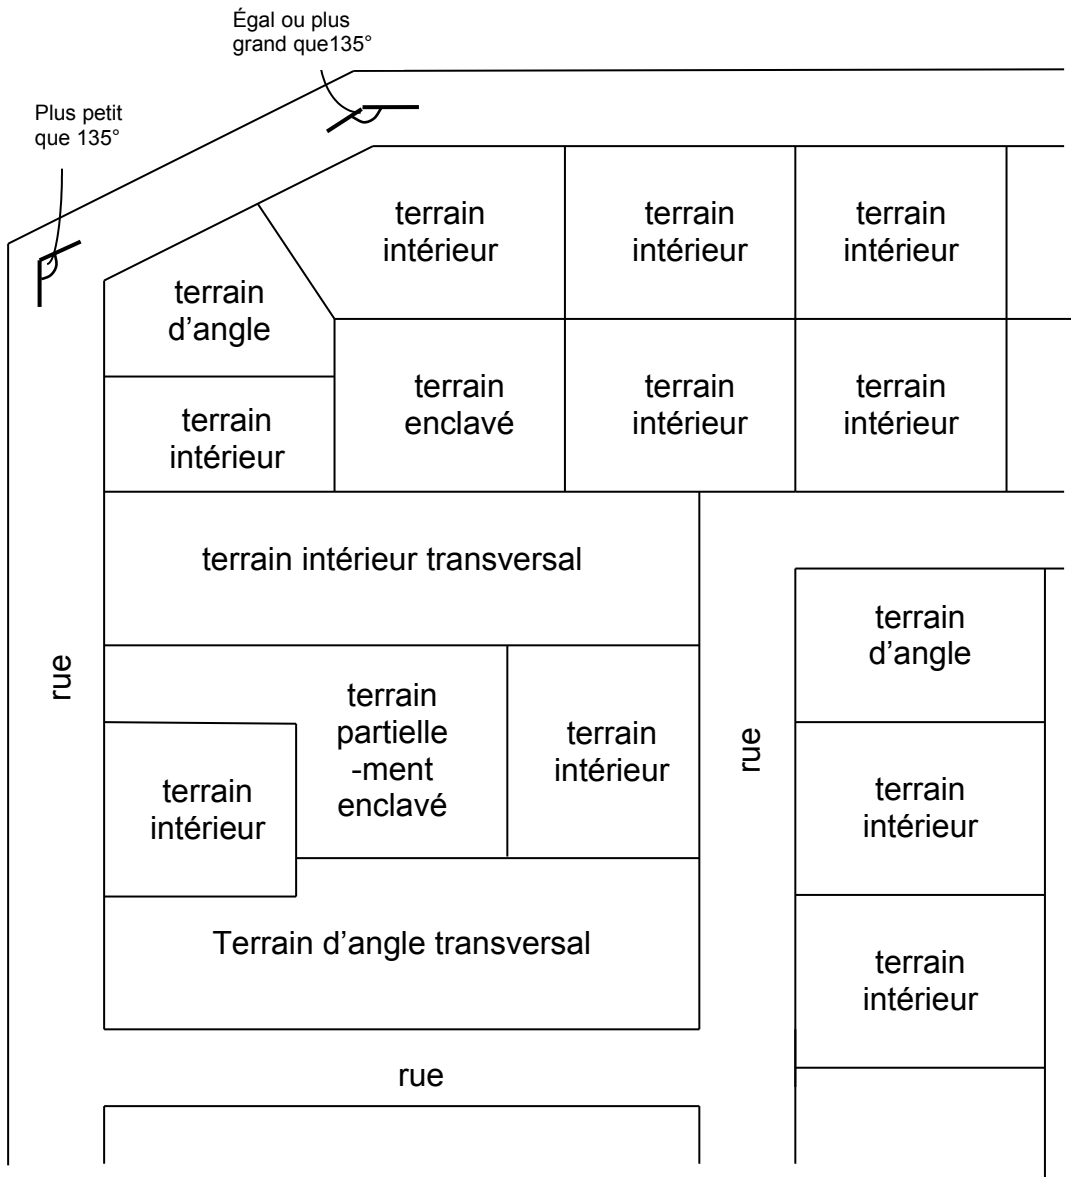 Égal ou plus
grand que135°
Plus petit
que 135°
terrain
intérieur
terrain
intérieur
terrain
intérieur
terrain
d’angle
terrain
enclavé
terrain
intérieur
terrain
intérieur
terrain
intérieur
terrain intérieur transversal
terrain
d’angle
rue
terrain
partielle
-ment
enclavé
terrain
intérieur
rue
terrain
intérieur
terrain
intérieur
Terrain d’angle transversal
terrain
intérieur
rue